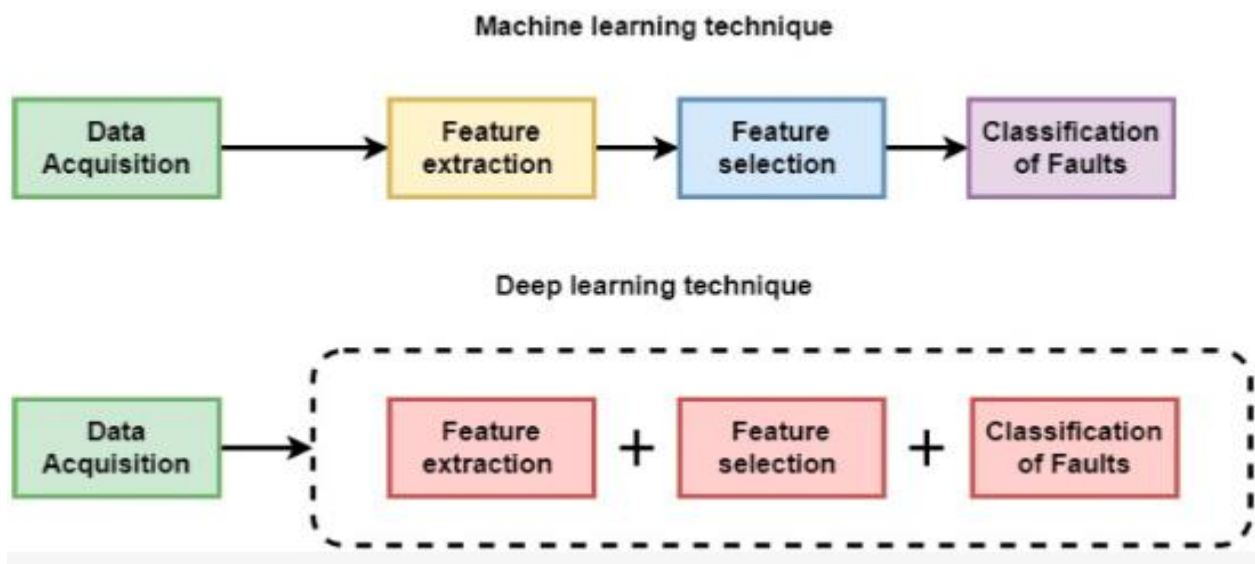 Machine learning technique
Data
Acquisition
Feature
extraction
Feature
selection
Classification
of Faults
Deep learning technique
Data
Acquisition
Feature
extraction
+
Feature
selection
+
Classification
of Faults